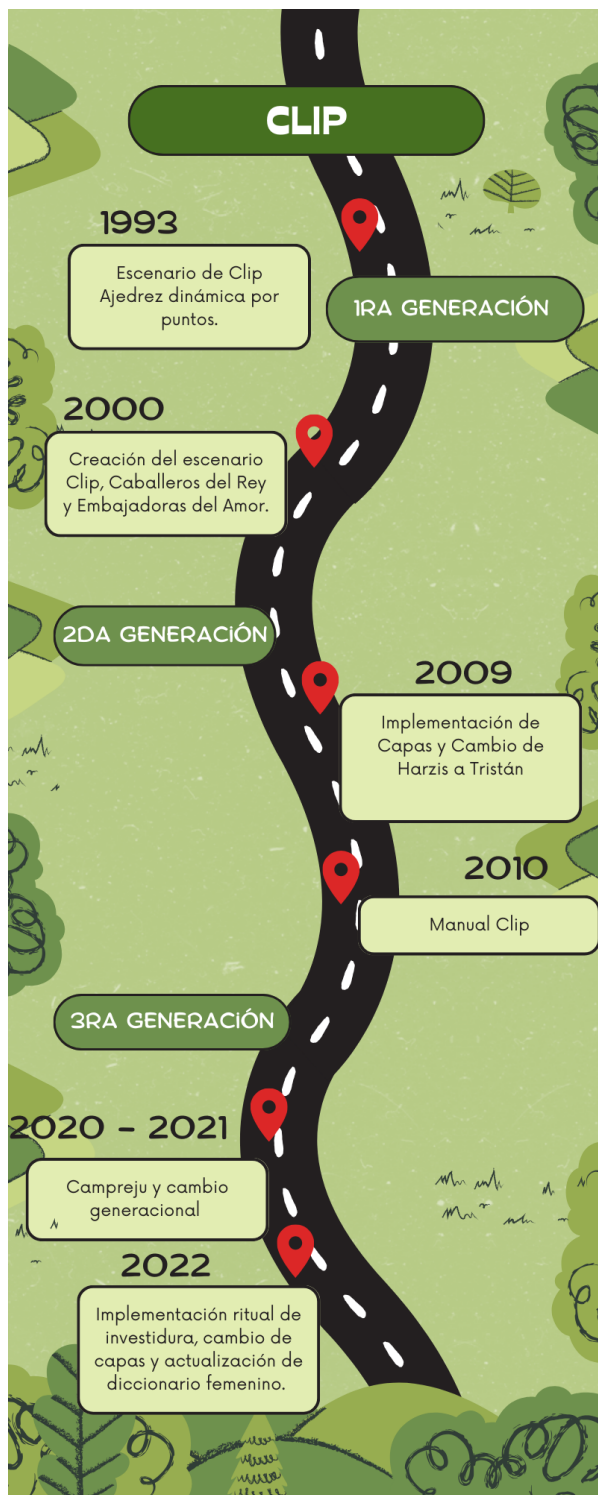 CLIP
1993
Escenario de Clip
Ajedrez dinámica por
puntos.
1RA GENERACIÓN
2000
Creación del escenario
Clip, Caballeros del Rey
y Embajadoras del Amor.
2DA GENERACIÓN
2009
Implementación de
Capas y Cambio de
Harzis a Tristán
2010
Manual Clip
3RA GENERACIÓN
2020 - 2021
Campreju y cambio
generacional
2022
Implementación ritual de
investidura, cambio de
capas y actualización de
diccionario femenino.